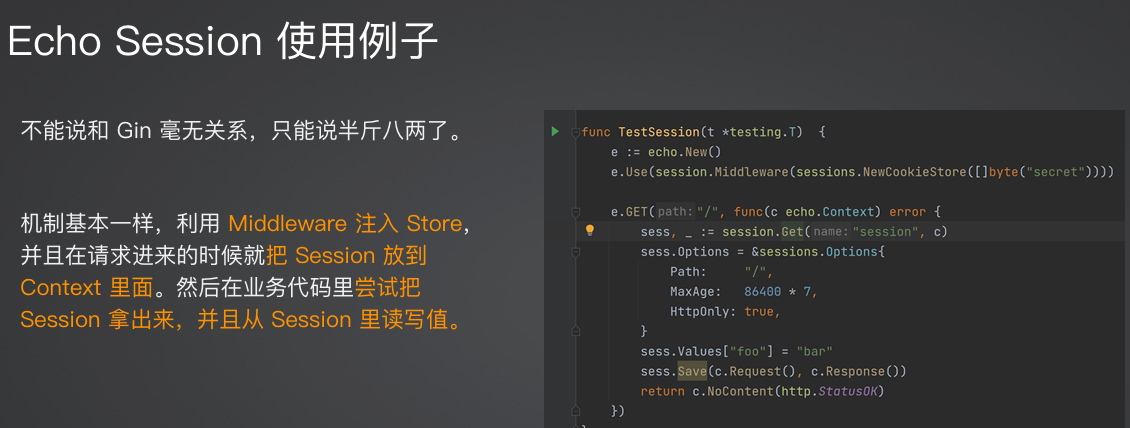 Echo Session 使用例子
不能说和 Gin 毫无关系，只能说半斤八两了。
机制基本一样，利用 Middleware 注入 Store，
并且在请求进来的时候就把 Session 放到
Context 里面。然后在业务代码里尝试把
Session 拿出来，并且从 Session 里读写值。
func TestSession(t *testing.T) {
e := echo.New()
e.Use(session.Middleware(sessions.NewCookieStore([]byte("secret"))))
e.GET( path: "/", func(c echo.Context) error {
sess, _ := session.Get( name: "session", c)
sess.Options = &sessions.Options{
Path: "/",
MaxAge: 86400 * 7,
HttpOnly: true,
}
sess.Values["foo"] = "bar"
sess.Save(c.Request(), c.Response())
return c.NoContent(http.StatusOK)
})